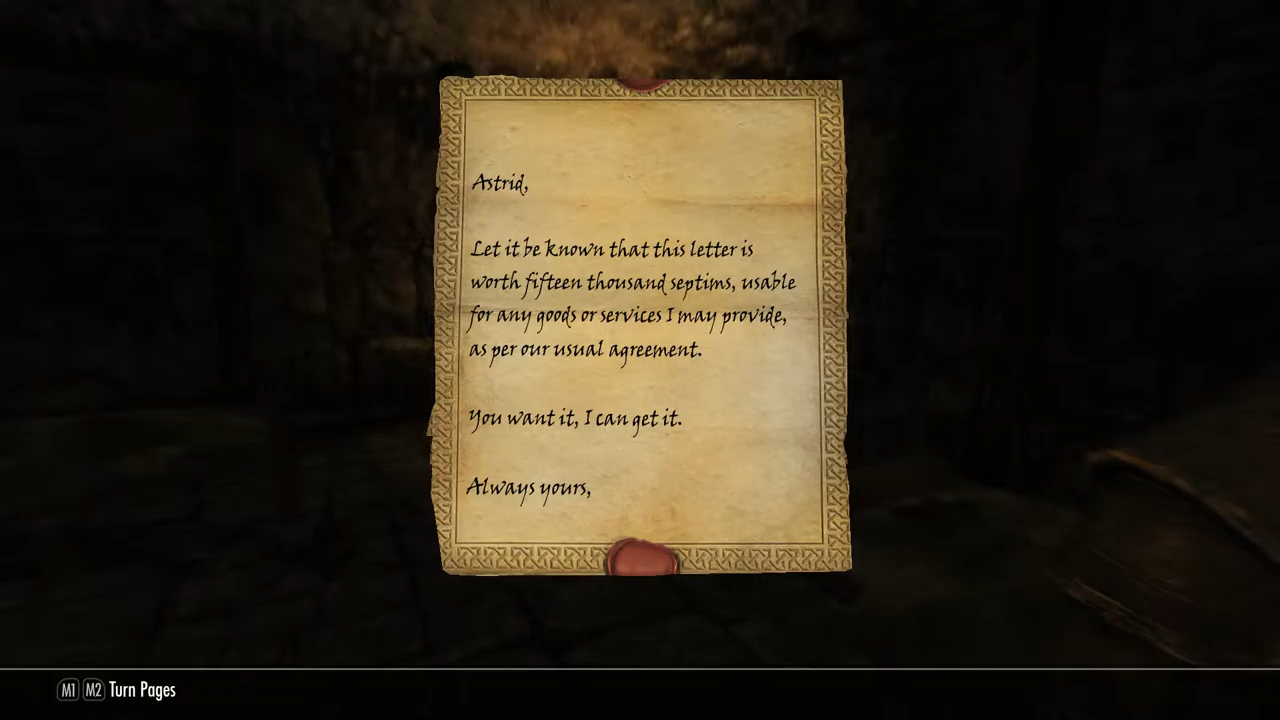 Astrid,
Let it be known that this letter is
worth fifteen thousand septims, usable
for any goods or services I may provide,
as per our usual agreement.
You want it, I can get it.
Always yours,
M1 M2 Turn Pages